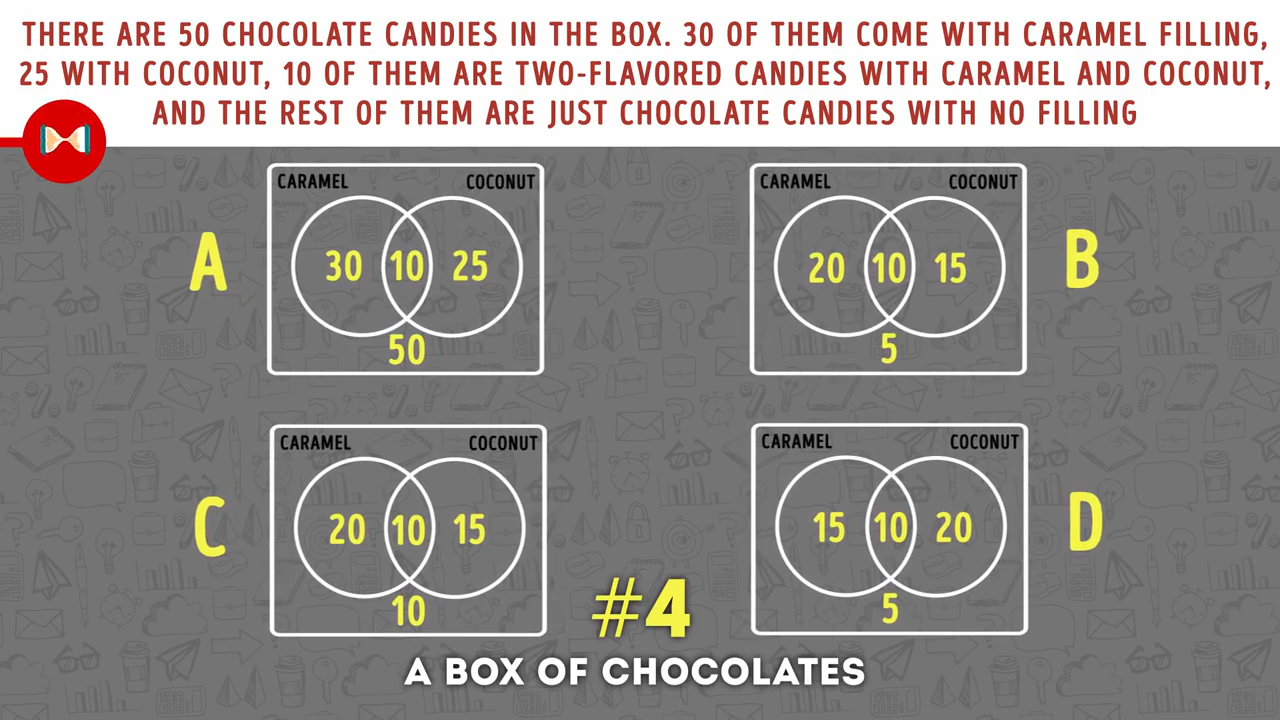 THERE ARE 50 CHOCOLATE CANDIES IN THE BOX. 30 OF THEM COME WITH CARAMEL FILLING,
25 WITH COCONUT, 10 OF THEM ARE TWO-FLAVORED CANDIES WITH CARAMEL AND COCONUT,
AND THE REST OF THEM ARE JUST CHOCOLATE CANDIES WITH NO FILLING
CARAMEL COCONUT
A 30 10 25
50
CARAMEL COCONUT
20 10 15 B
5
CARAMEL COCONUT
C 20 10 15
10
CARAMEL COCONUT
15 10 20 D
5
#4
A BOX OF CHOCOLATES